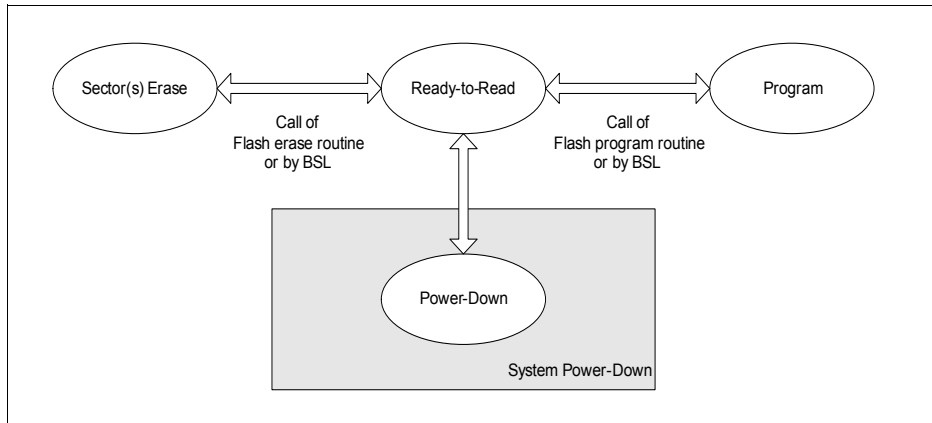 Sector(s) Erase
Ready-to-Read
Program
Call of
Flash erase routine
or by BSL
Call of
Flash program routine
or by BSL
Power-Down
System Power-Down